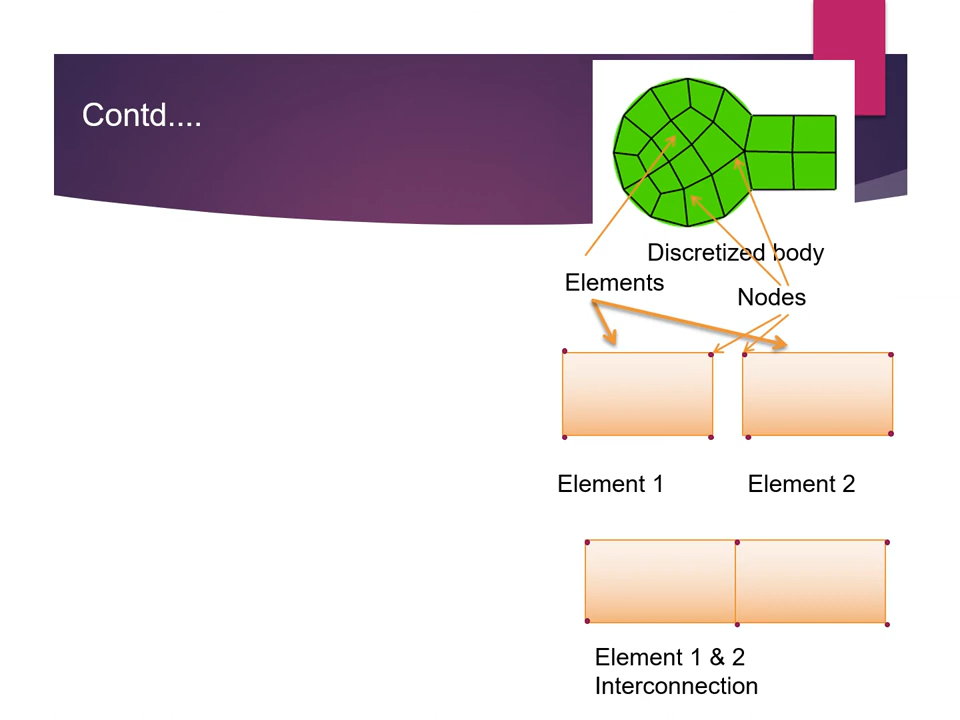 Contd....
Discretized body
Elements
Nodes
Element 1
Element 2
Element 1 & 2
Interconnection